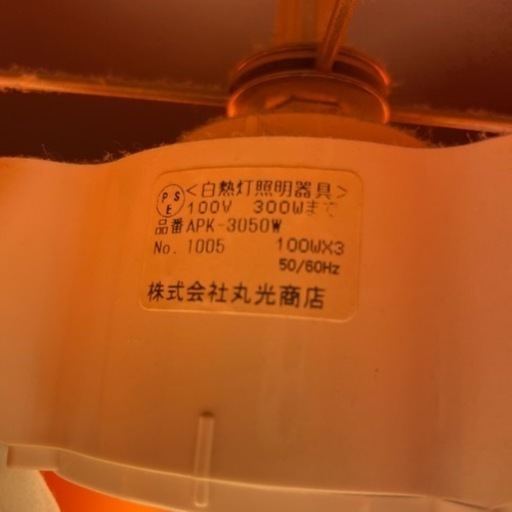 PSE <白熱灯照明器具>
100V 300Wまで
品番APK-3050W
No. 1005 100WX3
50/60Hz
株式会社丸光商店